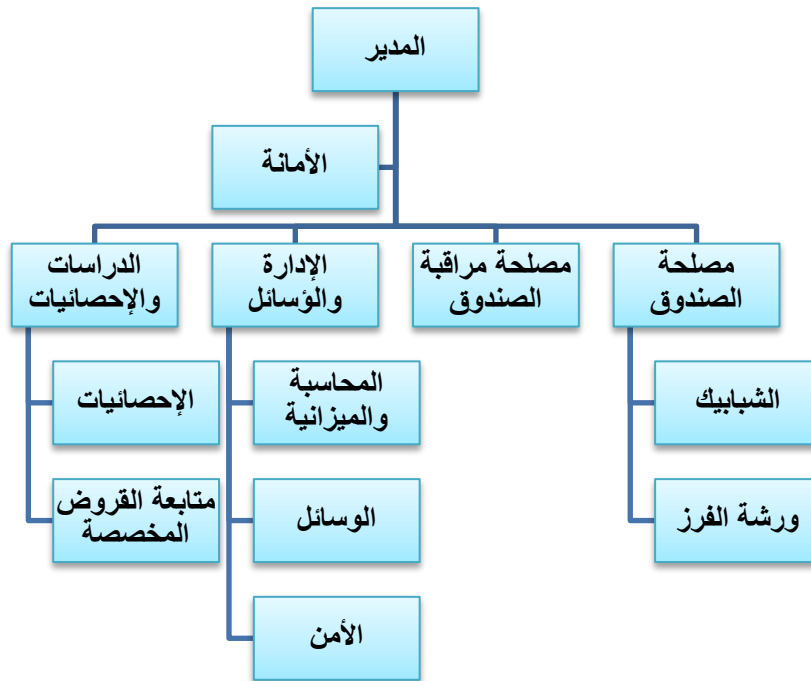 المدير
الأمانة
مصلحة
الصندوق
مصلحة مراقبة
الصندوق
الإدارة
والؤسائل
الدراسات
والإحصائيات
الشبابيك
المحاسبة
والميزانية
الإحصائيات
ورشة الفرز
الوسائل
متابعة القروض
المخصصة
الأمن